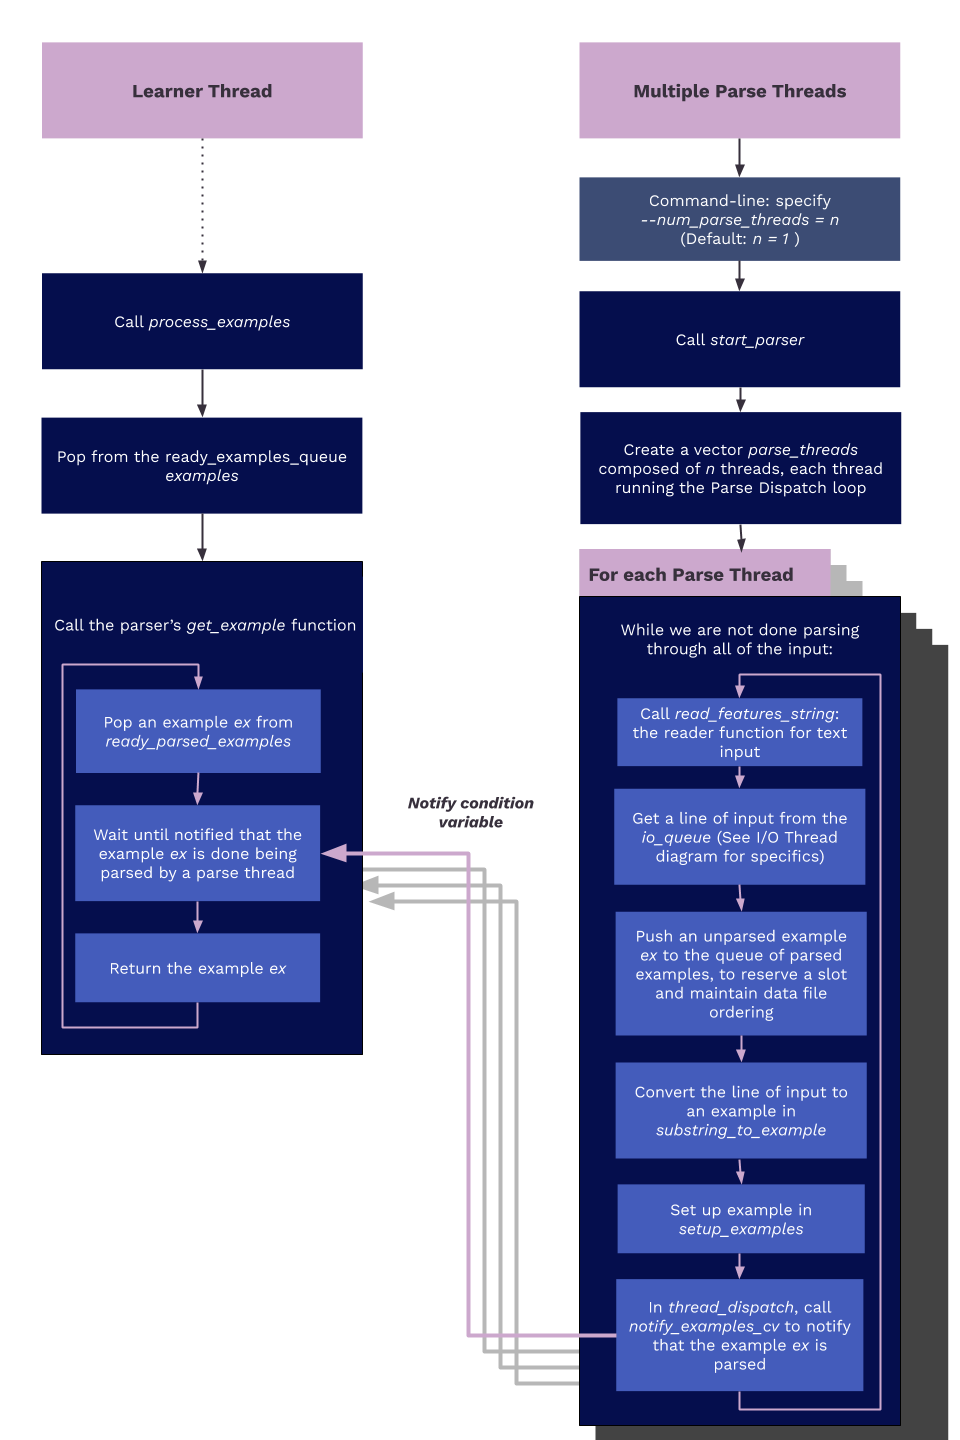 Learner Thread
Call process_examples
Pop from the ready_examples_queue
examples
Call the parser’s get_example function
Pop an example ex from
ready_parsed_examples
Wait until notified that the
example ex is done being
parsed by a parse thread
Return the example ex
Notify condition
variable
Multiple Parse Threads
Command-line: specify
--num_parse_threads = n
(Default: n = 1 )
Call start_parser
Create a vector parse_threads
composed of n threads, each thread
running the Parse Dispatch loop
For each Parse Thread
While we are not done parsing
through all of the input:
Call read_features_string:
the reader function for text
input
Get a line of input from the
io_queue (See I/O Thread
diagram for specifics)
Push an unparsed example
ex to the queue of parsed
examples, to reserve a slot
and maintain data file
ordering
Convert the line of input to
an example in
substring_to_example
Set up example in
setup_examples
In thread_dispatch, call
notify_examples_cv to notify
that the example ex is
parsed